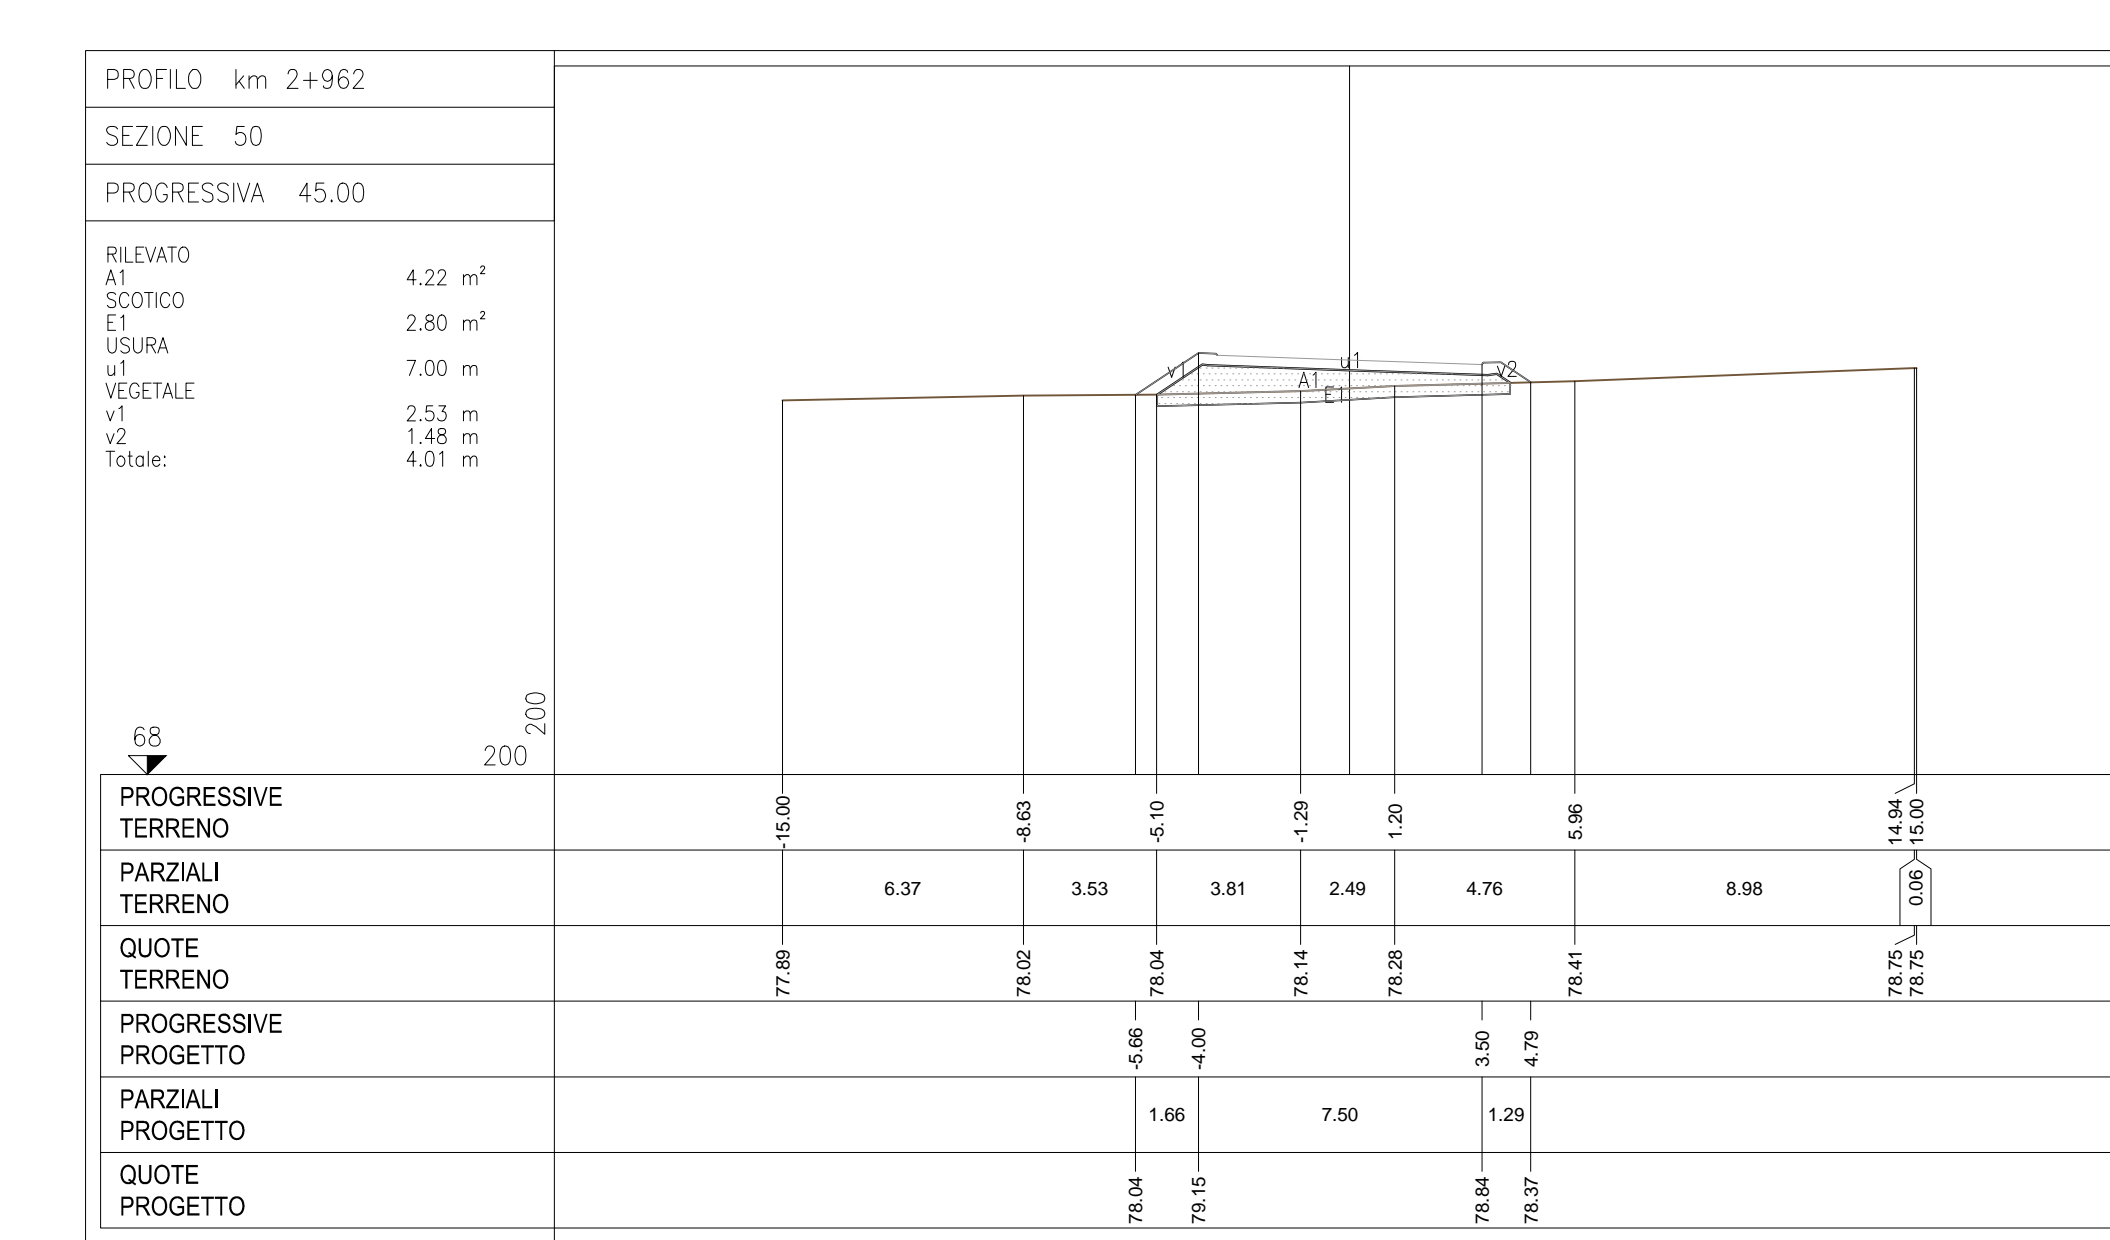 PROFILO km 2+962
SEZIONE 50
PROGRESSIVA 45.00
RILEVATO
A1 4.22 m²
SCOTICO
E1 2.80 m²
USURA
u1 7.00 m
VEGETALE
v1 2.53 m
v2 1.48 m
Totale: 4.01 m
v1 u1 v2
A1
E1
200
68 200
PROGRESSIVE
TERRENO
-15.00 -8.63 -5.10 -1.29 1.20 5.96 14.94 15.00
PARZIALI
TERRENO
6.37 3.53 3.81 2.49 4.76 8.98 0.06
QUOTE
TERRENO
77.89 78.02 78.04 78.14 78.28 78.41 78.75 78.75
PROGRESSIVE
PROGETTO
-5.66 -4.00 3.50 4.79
PARZIALI
PROGETTO
1.66 7.50 1.29
QUOTE
PROGETTO
78.04 79.15 78.84 78.37